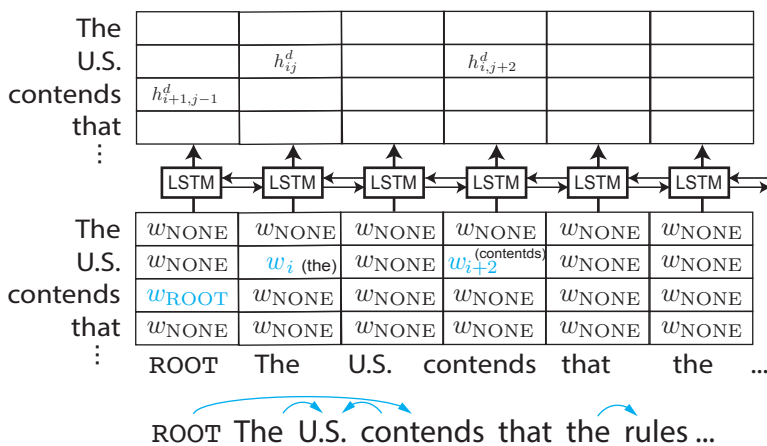 The
U.S. h^d_{ij} h^d_{i,j+2}
contends h^d_{i+1,j-1}
that
⋮
LSTM LSTM LSTM LSTM LSTM LSTM
The w_NONE w_NONE w_NONE w_NONE w_NONE w_NONE
U.S. w_NONE w_i (the) w_NONE w_{i+2} (contentds) w_NONE w_NONE
contends w_ROOT w_NONE w_NONE w_NONE w_NONE w_NONE
that w_NONE w_NONE w_NONE w_NONE w_NONE w_NONE
⋮
ROOT The U.S. contends that the ...
ROOT The U.S. contends that the rules ...